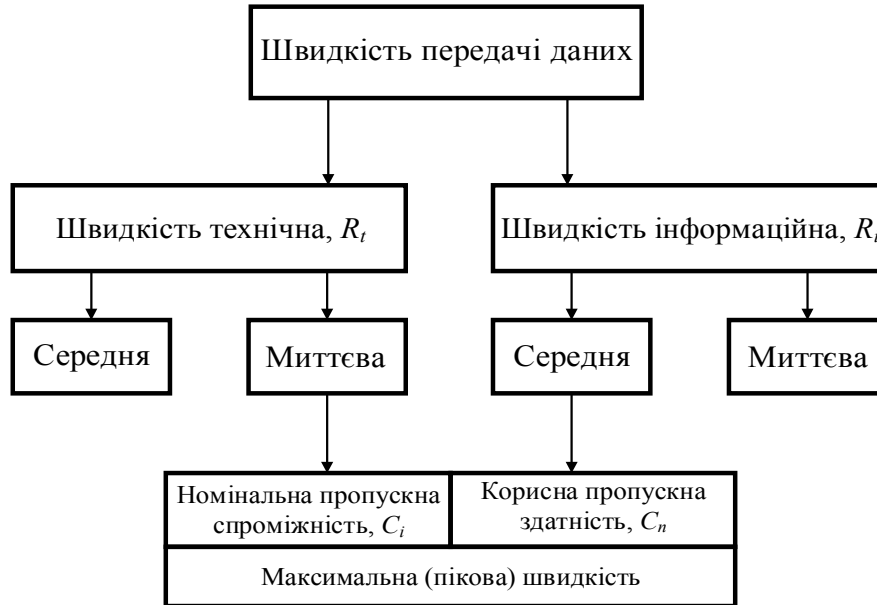 Швидкість передачі даних
Швидкість технічна, Rt
Швидкість інформаційна, Ri
Середня
Миттєва
Середня
Миттєва
Номінальна пропускна
спроміжність, Ci
Корисна пропускна
здатність, Cn
Максимальна (пікова) швидкість